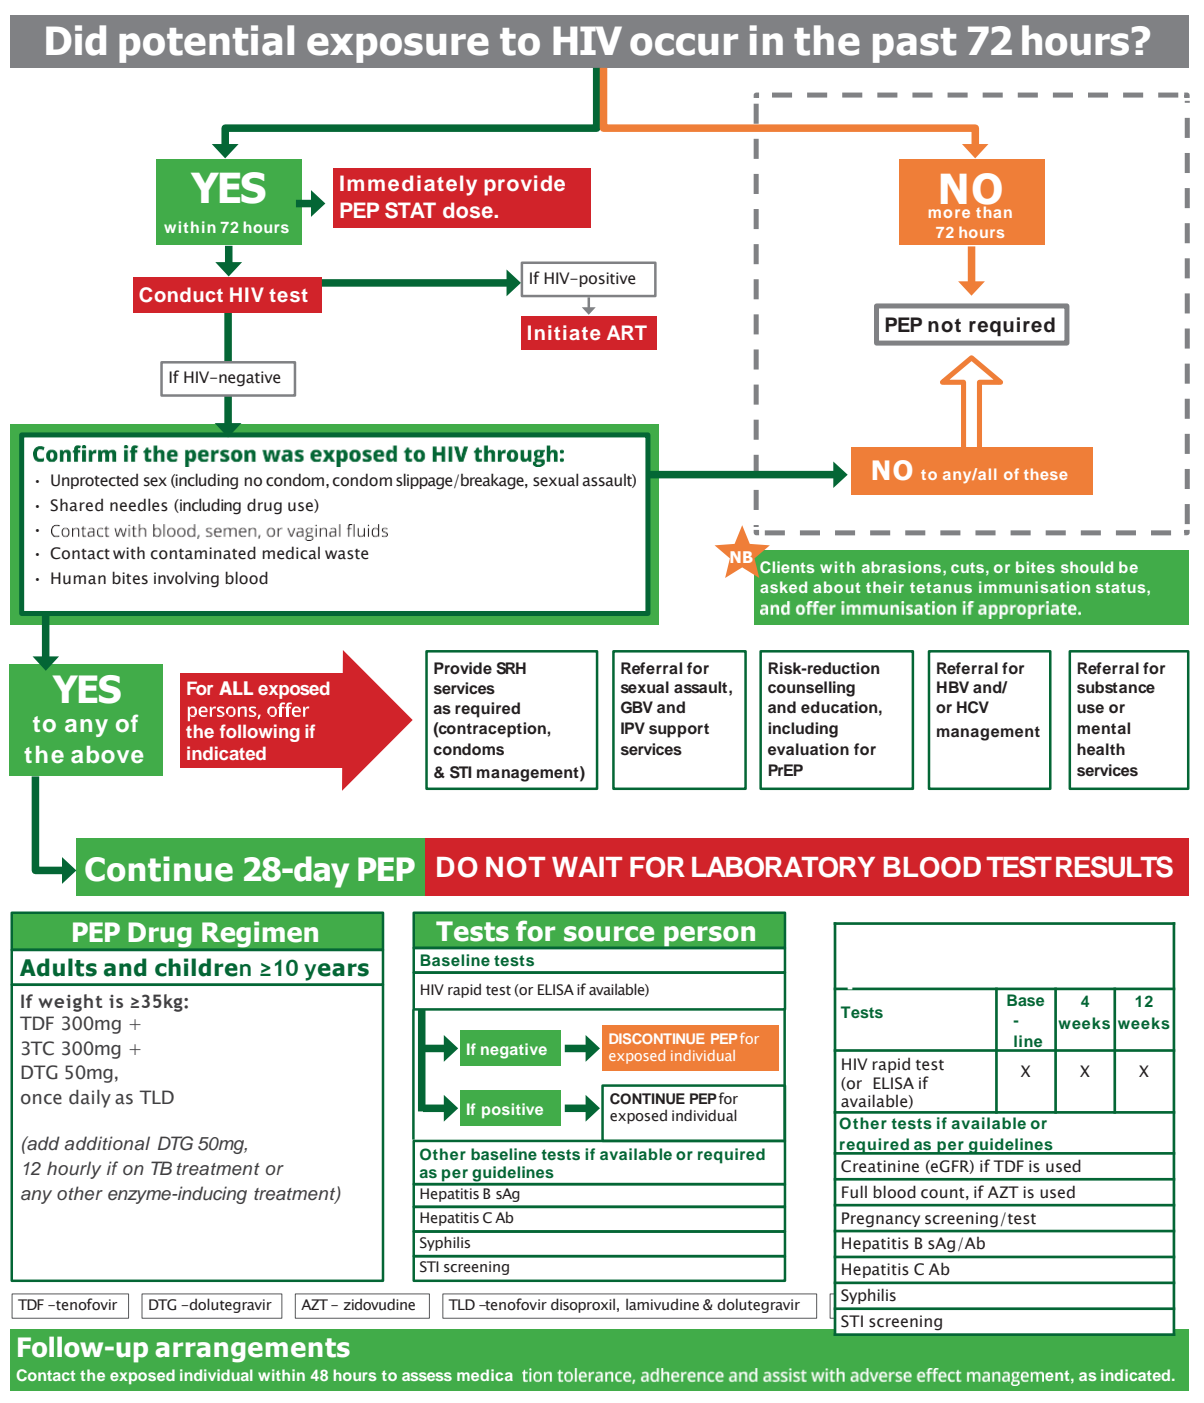 Did potential exposure to HIV occur in the past 72 hours?
YES
within 72 hours
Immediately provide
PEP STAT dose.
NO
more than
72 hours
Conduct HIV test
If HIV-positive
Initiate ART
PEP not required
If HIV-negative
Confirm if the person was exposed to HIV through:
· Unprotected sex (including no condom, condom slippage/breakage, sexual assault)
· Shared needles (including drug use)
· Contact with blood, semen, or vaginal fluids
· Contact with contaminated medical waste
· Human bites involving blood
NO to any/all of these
NB
Clients with abrasions, cuts, or bites should be
asked about their tetanus immunisation status,
and offer immunisation if appropriate.
YES
to any of
the above
For ALL exposed
persons, offer
the following if
indicated
Provide SRH
services
as required
(contraception,
condoms
& STI management)
Referral for
sexual assault,
GBV and
IPV support
services
Risk-reduction
counselling
and education,
including
evaluation for
PrEP
Referral for
HBV and/
or HCV
management
Referral for
substance
use or
mental
health
services
Continue 28-day PEP
DO NOT WAIT FOR LABORATORY BLOOD TEST RESULTS
PEP Drug Regimen
Adults and children ≥10 years
If weight is ≥35kg:
TDF 300mg +
3TC 300mg +
DTG 50mg,
once daily as TLD
(add additional DTG 50mg,
12 hourly if on TB treatment or
any other enzyme-inducing treatment)
Tests for source person
Baseline tests
HIV rapid test (or ELISA if available)
If negative
DISCONTINUE PEP for
exposed individual
If positive
CONTINUE PEP for
exposed individual
Other baseline tests if available or required
as per guidelines
Hepatitis B sAg
Hepatitis C Ab
Syphilis
STI screening
Tests
Base
-
line
4
weeks
12
weeks
HIV rapid test
(or ELISA if
available)
X X X
Other tests if available or
required as per guidelines
Creatinine (eGFR) if TDF is used
Full blood count, if AZT is used
Pregnancy screening/test
Hepatitis B sAg/Ab
Hepatitis C Ab
Syphilis
STI screening
TDF -tenofovir
DTG -dolutegravir
AZT - zidovudine
TLD -tenofovir disoproxil, lamivudine & dolutegravir
Follow-up arrangements
Contact the exposed individual within 48 hours to assess medica tion tolerance, adherence and assist with adverse effect management, as indicated.